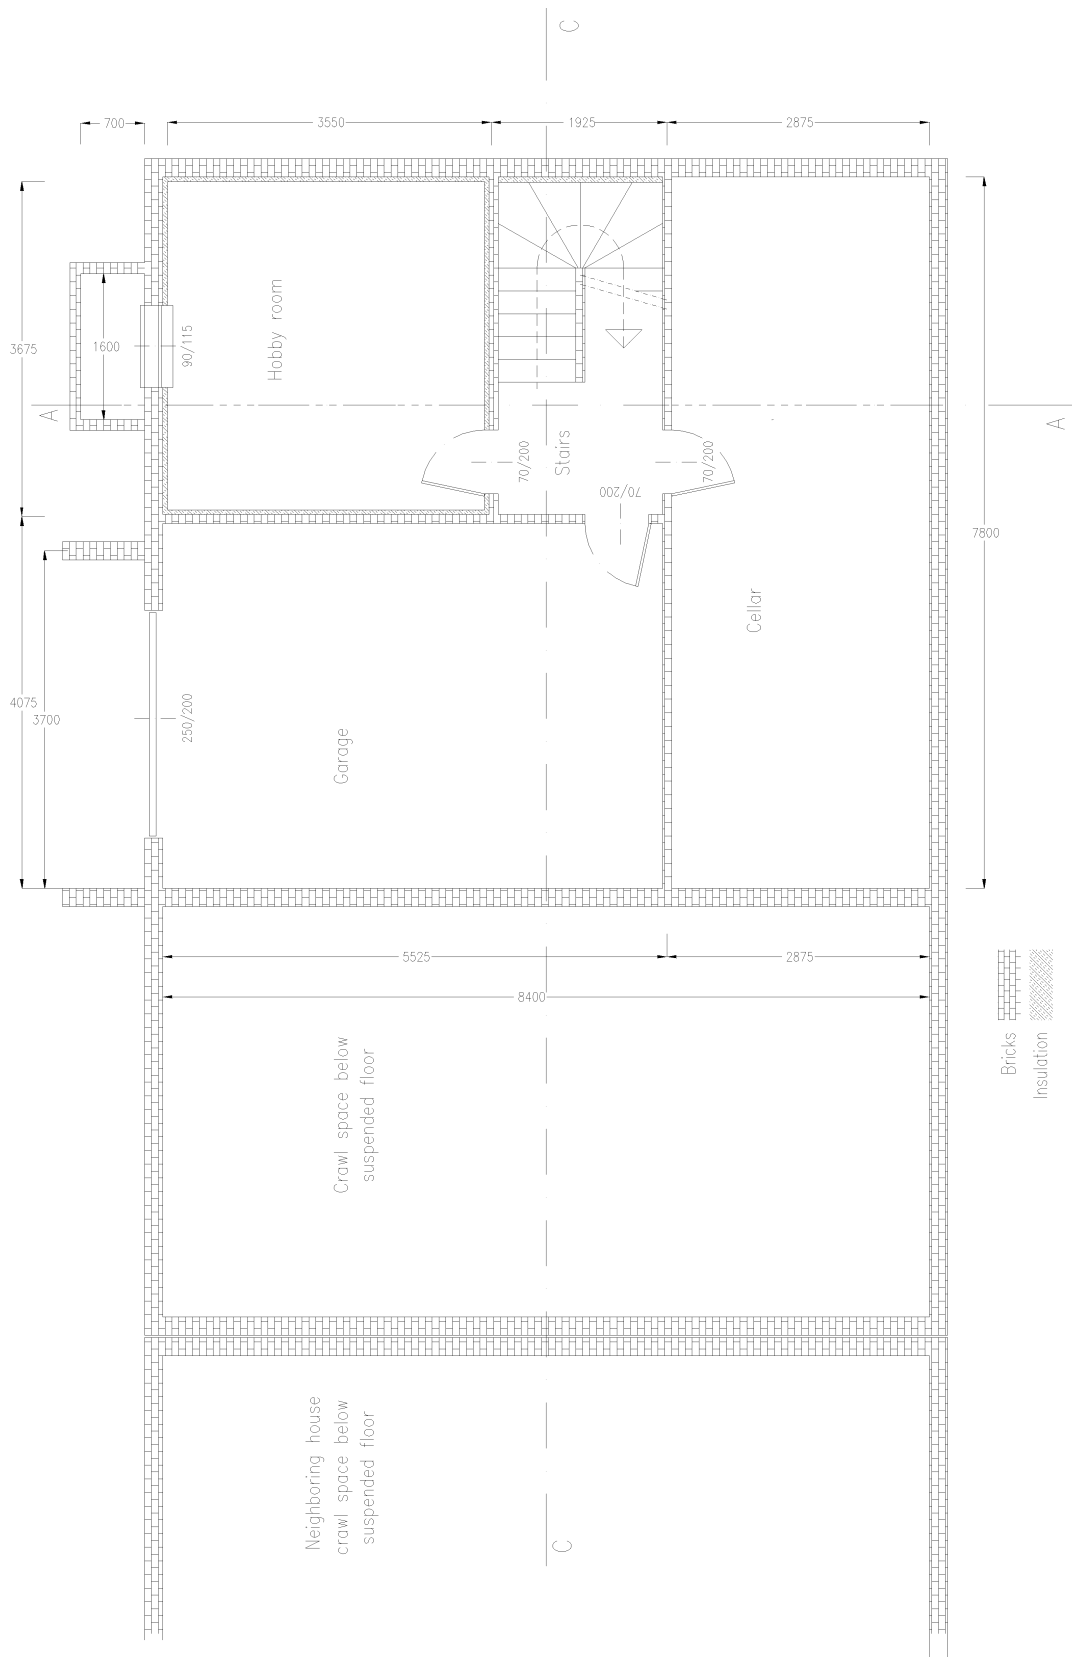 C
700
3550
1925
2875
3675
1600
90/115
Hobby room
A
A
Stairs
70/200
70/200
70/200
7800
Cellar
4075
3700
250/200
Garage
5525
2875
8400
Bricks
Insulation
Crawl space below
suspended floor
Neighboring house
crawl space below
suspended floor
C